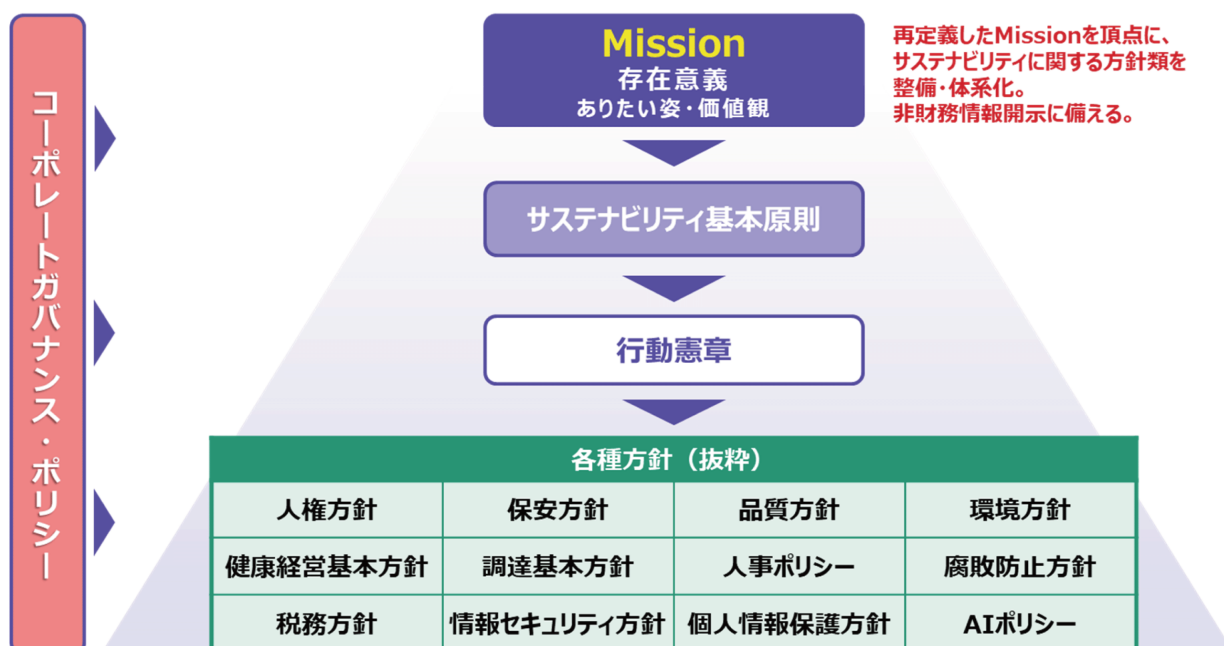 コーポレートガバナンス・ポリシー
Mission
存在意義
ありたい姿・価値観
再定義したMissionを頂点に、
サステナビリティに関する方針類を
整備・体系化。
非財務情報開示に備える。
サステナビリティ基本原則
行動憲章
各種方針（抜粋）
人権方針 保安方針 品質方針 環境方針
健康経営基本方針 調達基本方針 人事ポリシー 腐敗防止方針
税務方針 情報セキュリティ方針 個人情報保護方針 AIポリシー